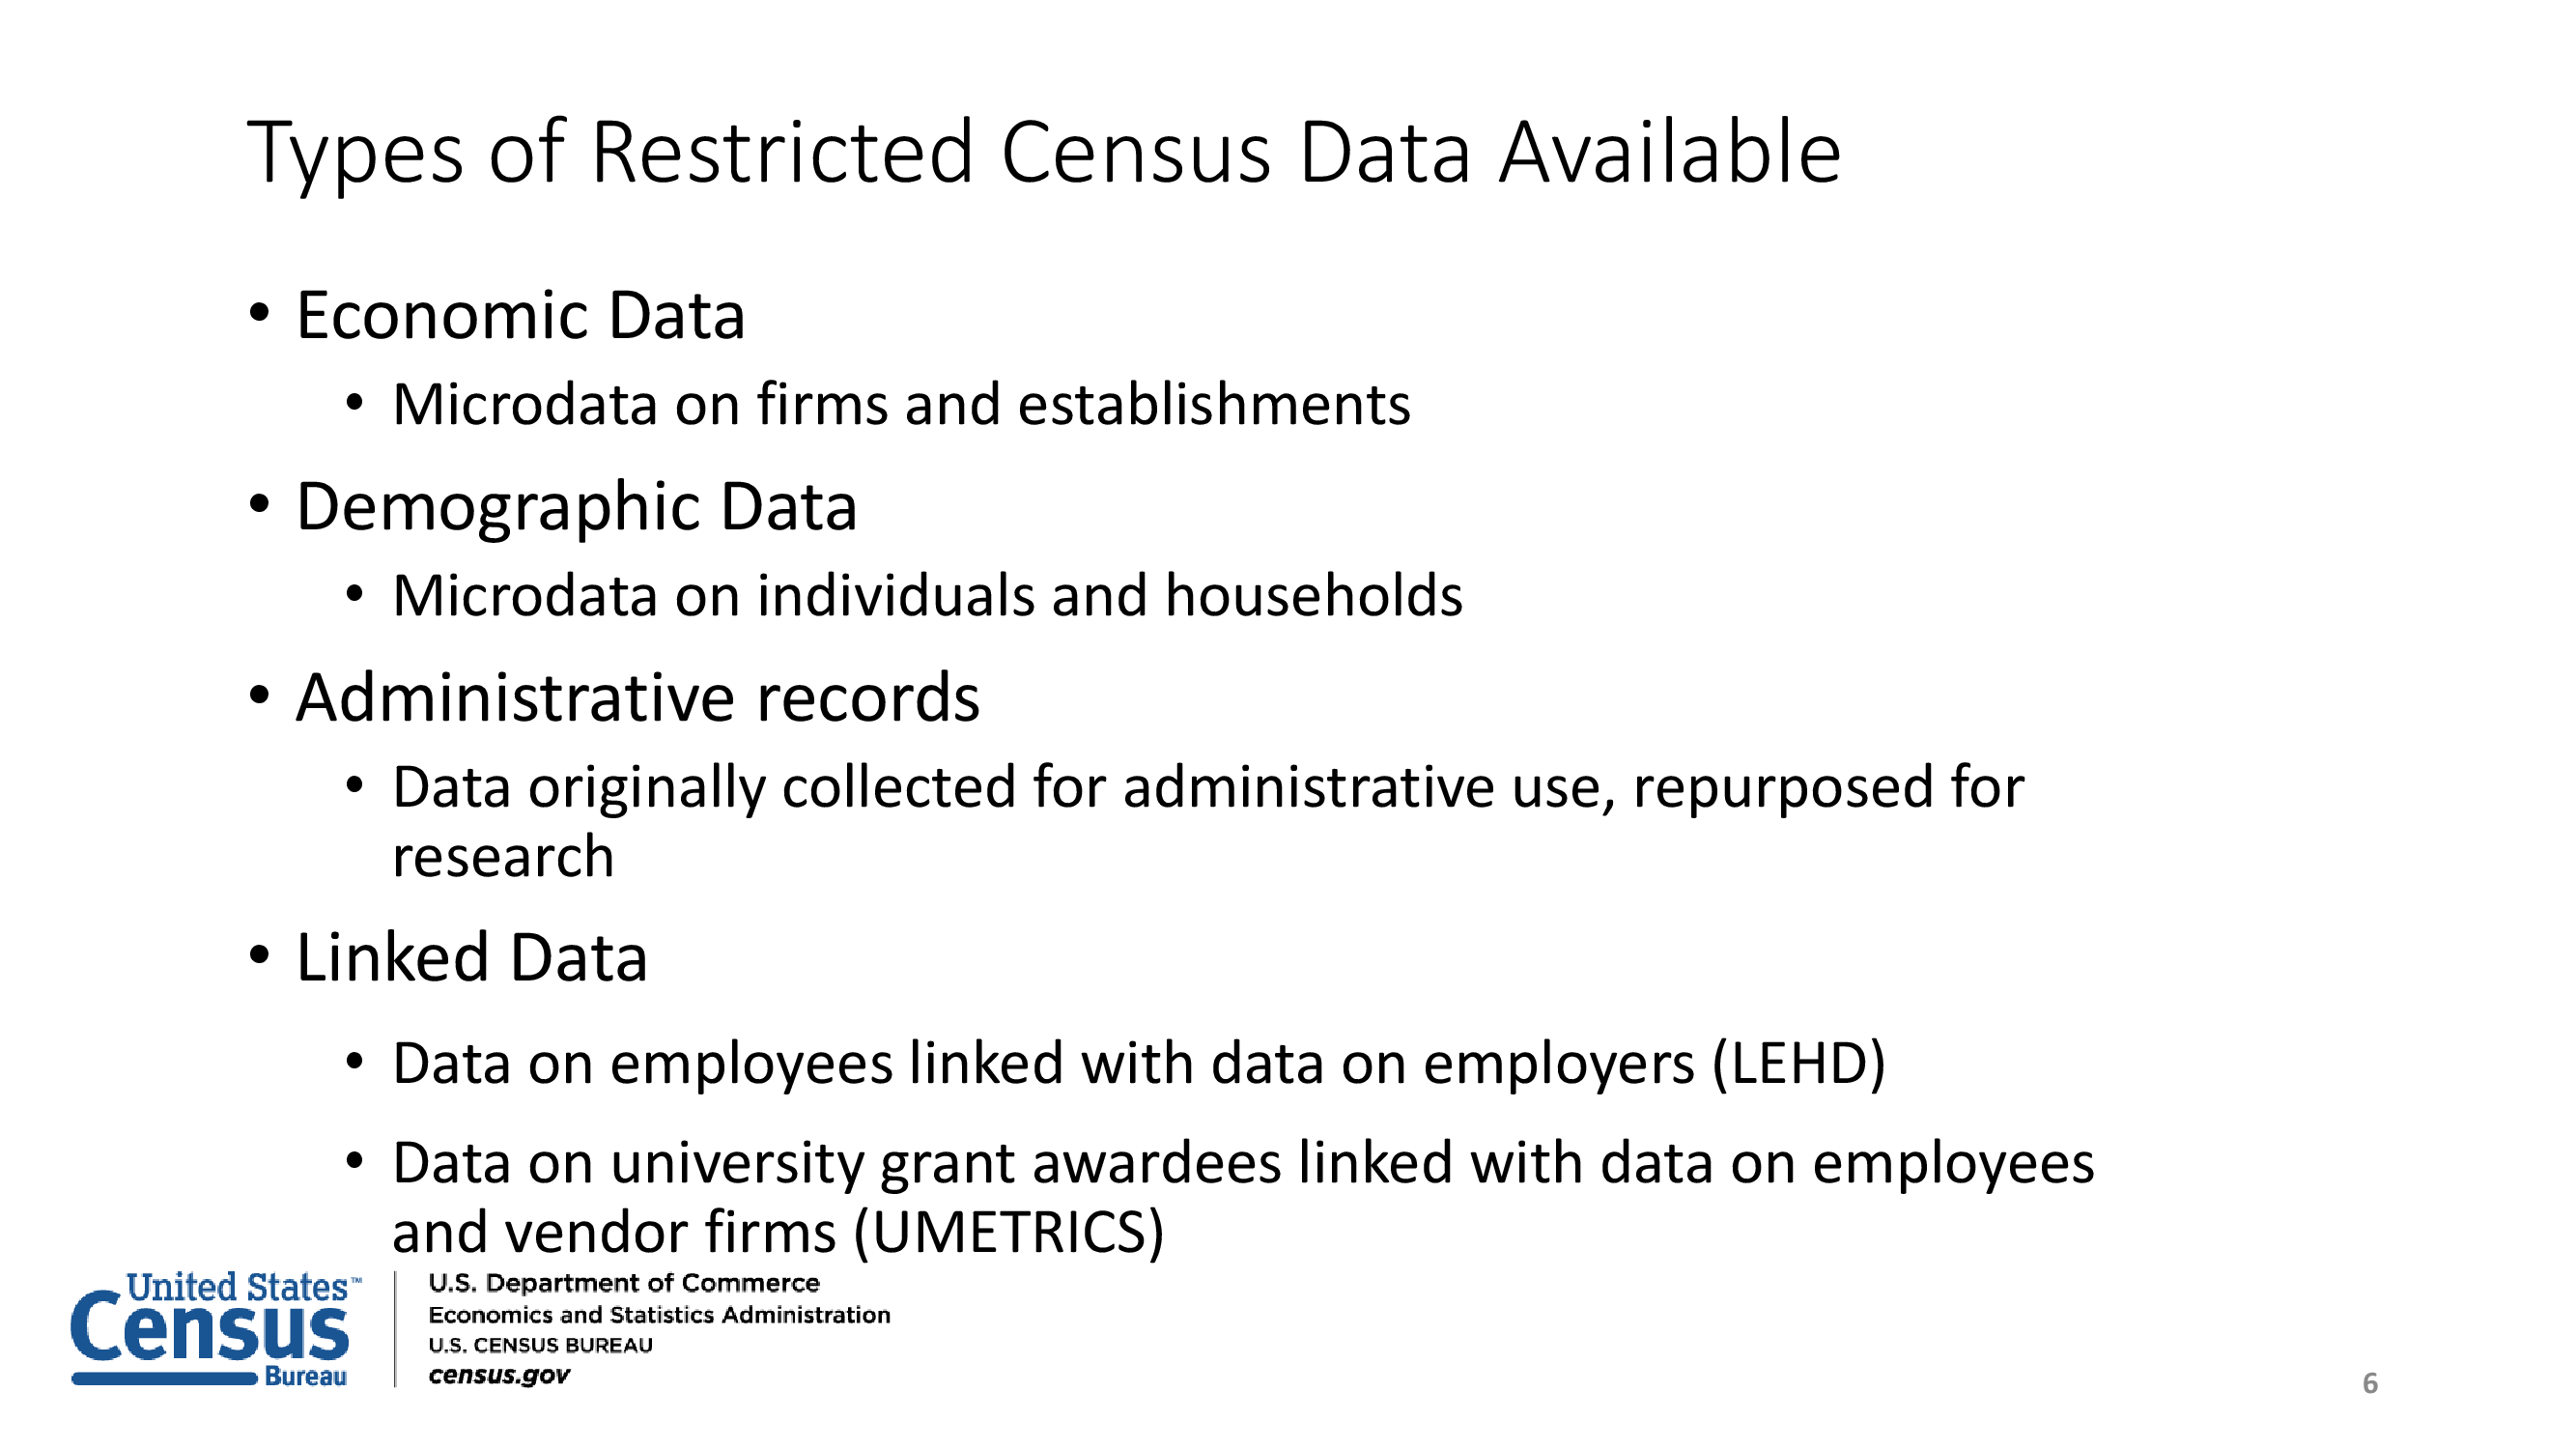 Types of Restricted Census Data Available
• Economic Data
• Microdata on firms and establishments
• Demographic Data
• Microdata on individuals and households
• Administrative records
• Data originally collected for administrative use, repurposed for
research
• Linked Data
• Data on employees linked with data on employers (LEHD)
• Data on university grant awardees linked with data on employees
and vendor firms (UMETRICS)
United States™
Census
Bureau
U.S. Department of Commerce
Economics and Statistics Administration
U.S. CENSUS BUREAU
census.gov
6